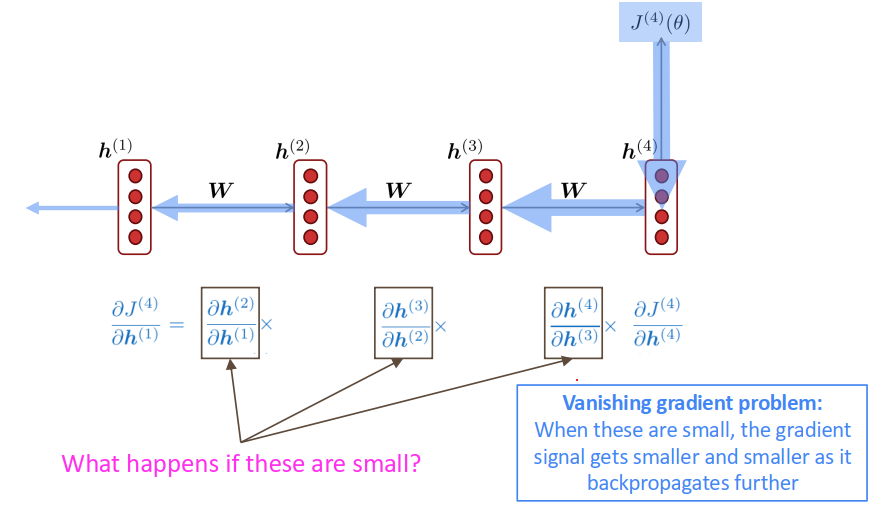 J⁽⁴⁾(θ)
h⁽¹⁾ h⁽²⁾ h⁽³⁾ h⁽⁴⁾
W W W
∂J⁽⁴⁾/∂h⁽¹⁾ = ∂h⁽²⁾/∂h⁽¹⁾ × ∂h⁽³⁾/∂h⁽²⁾ × ∂h⁽⁴⁾/∂h⁽³⁾ × ∂J⁽⁴⁾/∂h⁽⁴⁾
What happens if these are small?
Vanishing gradient problem:
When these are small, the gradient
signal gets smaller and smaller as it
backpropagates further